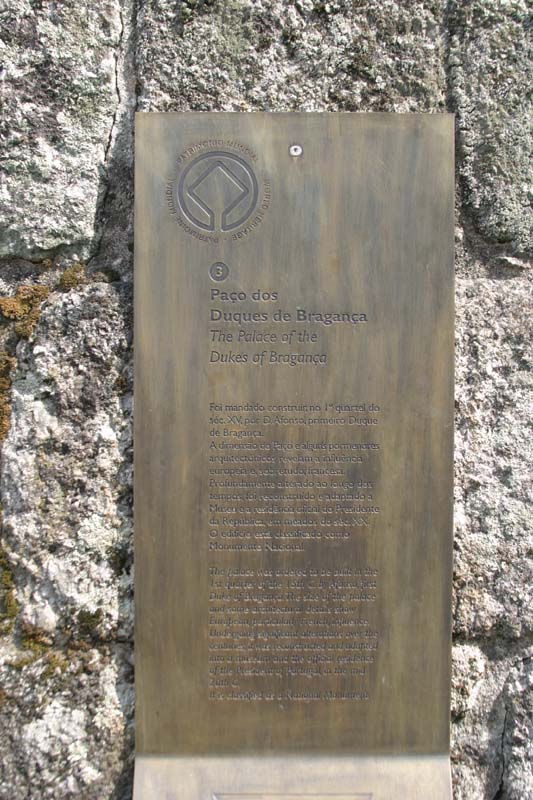 PATRIMONIO MUNDIAL · WORLD HERITAGE · PATRIMOINE MONDIAL ·
3
Paço dos
Duques de Bragança
The Palace of the
Dukes of Bragança
Foi mandado construir, no 1º quartel do
séc. XV, por D. Afonso, primeiro Duque
de Bragança.
A dimensão do Paço e alguns pormenores
arquitectónicos revelam a influência
europeia e, sobretudo, francesa.
Profundamente alterado ao longo dos
tempos, foi reconstruído e adaptado a
Museu e a residência oficial do Presidente
da República, em meados do séc. XX.
O edifício está classificado como
Monumento Nacional.
The palace was ordered to be built in the
1st quarter of the 15th C. by Afonso, first
Duke of Bragança. The size of the palace
and some architectural details show
European, particularly French influence.
Undergoing significant alterations over the
centuries, it was reconstructed and adapted
into a museum and the official residence
of the President of Portugal, in the mid
20th C.
It is classified as a National Monument.